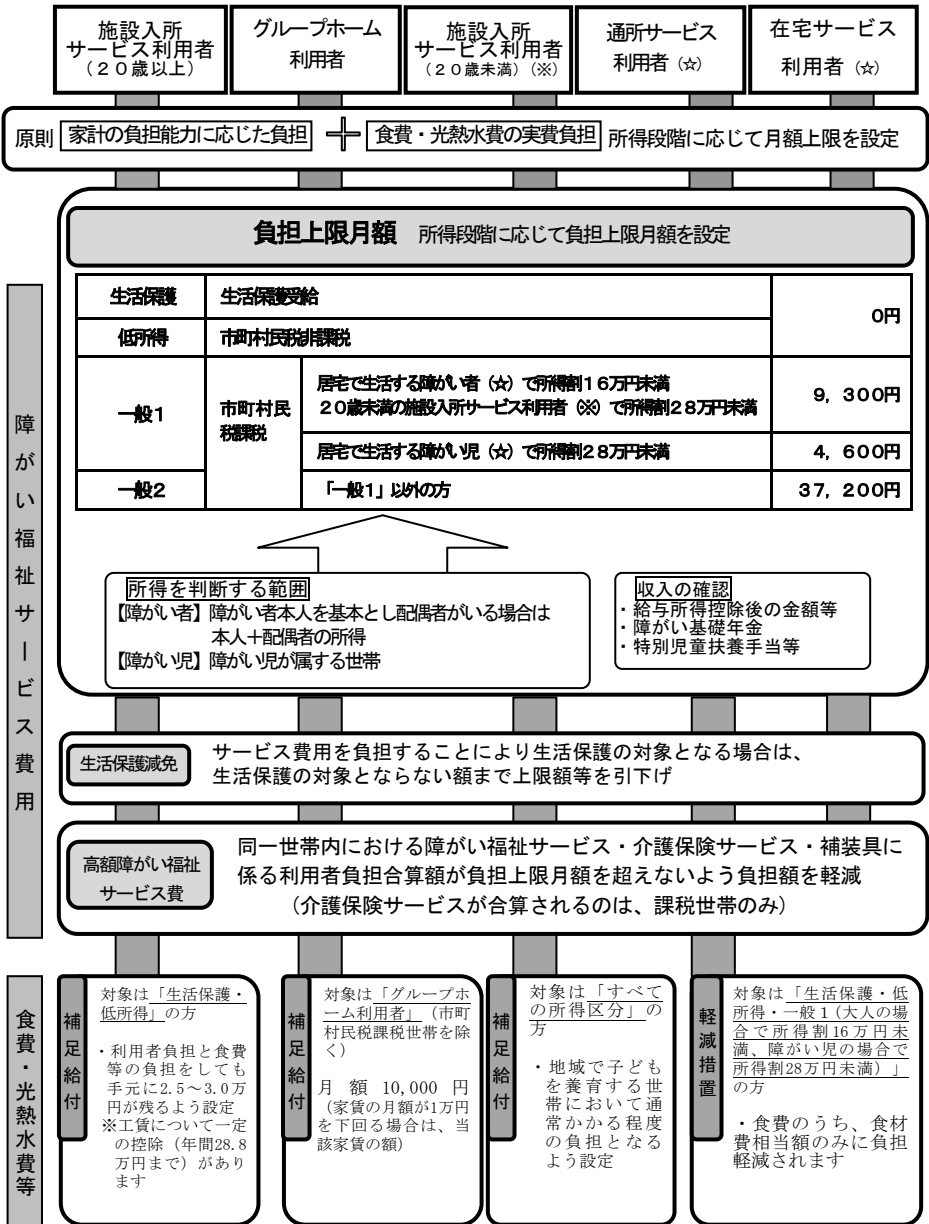 施設入所
サービス利用者
（２０歳以上）
グループホーム
利用者
施設入所
サービス利用者
（２０歳未満）（※）
通所サービス
利用者（☆）
在宅サービス
利用者（☆）
原則 家計の負担能力に応じた負担 ＋ 食費・光熱水費の実費負担 所得段階に応じて月額上限を設定
負担上限月額 所得段階に応じて負担上限月額を設定
障がい福祉サービス費用
生活保護 生活保護受給 0円
低所得 市町村民税非課税
一般1 市町村民
税課税
居宅で生活する障がい者（☆）で所得割１６万円未満
２０歳未満の施設入所サービス利用者（※）で所得割２８万円未満
9，300円
居宅で生活する障がい児（☆）で所得割２８万円未満 4，600円
一般2 「一般１」以外の方 37，200円
所得を判断する範囲
【障がい者】障がい者本人を基本とし配偶者がいる場合は
本人＋配偶者の所得
【障がい児】障がい児が属する世帯
収入の確認
・給与所得控除後の金額等
・障がい基礎年金
・特別児童扶養手当等
生活保護減免
サービス費用を負担することにより生活保護の対象となる場合は、
生活保護の対象とならない額まで上限額等を引下げ
高額障がい福祉
サービス費
同一世帯内における障がい福祉サービス・介護保険サービス・補装具に
係る利用者負担合算額が負担上限月額を超えないよう負担額を軽減
（介護保険サービスが合算されるのは、課税世帯のみ）
食費・光熱水費等
補足給付
対象は「生活保護・
低所得」の方
・利用者負担と食費
等の負担をしても
手元に2.5～3.0万
円が残るよう設定
※工賃について一定
の控除（年間28.8
万円まで）があり
ます
補足給付
対象は「グループホ
ーム利用者」（市町
村民税課税世帯を除
く）
月額 10,000 円
（家賃の月額が1万円
を下回る場合は、当
該家賃の額）
補足給付
対象は「すべて
の所得区分」の
方
・地域で子ども
を養育する世
帯において通
常かかる程度
の負担となる
よう設定
軽減措置
対象は「生活保護・低
所得・一般１（大人の場
合で所得割16万円未
満、障がい児の場合で
所得割28万円未満）」
の方
・食費のうち、食材
費相当額のみに負担
軽減されます